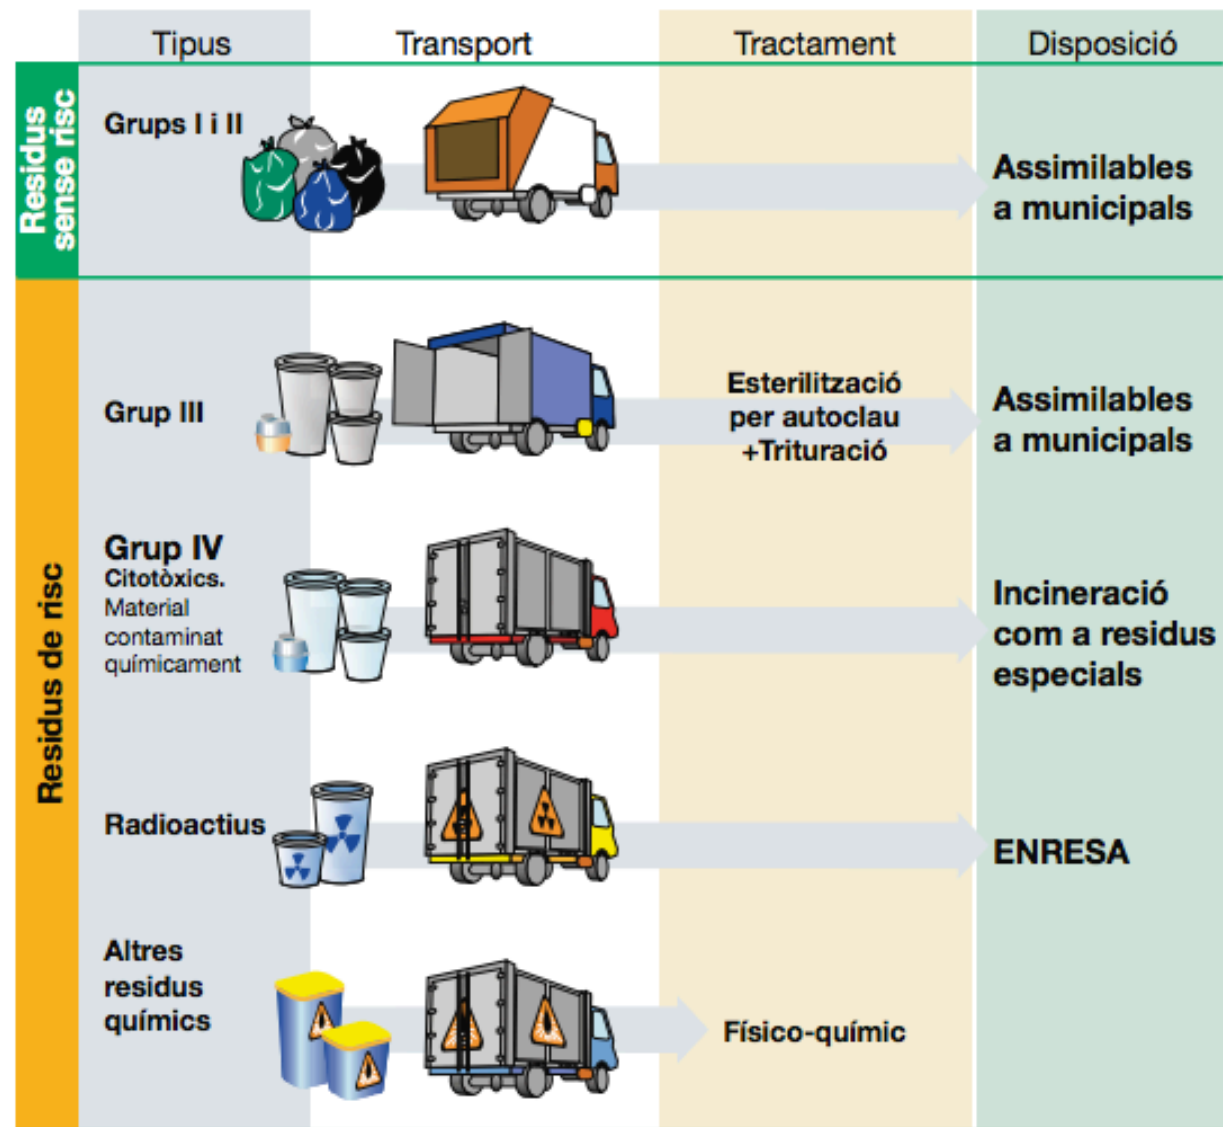 Tipus
Transport
Tractament
Disposició
Residus
sense risc
Grups I i II
Assimilables
a municipals
Residus de risc
Grup III
Esterilització
per autoclau
+Trituració
Assimilables
a municipals
Grup IV
Citotòxics.
Material
contaminat
químicament
Incineració
com a residus
especials
Radioactius
ENRESA
Altres
residus
químics
Físico-químic